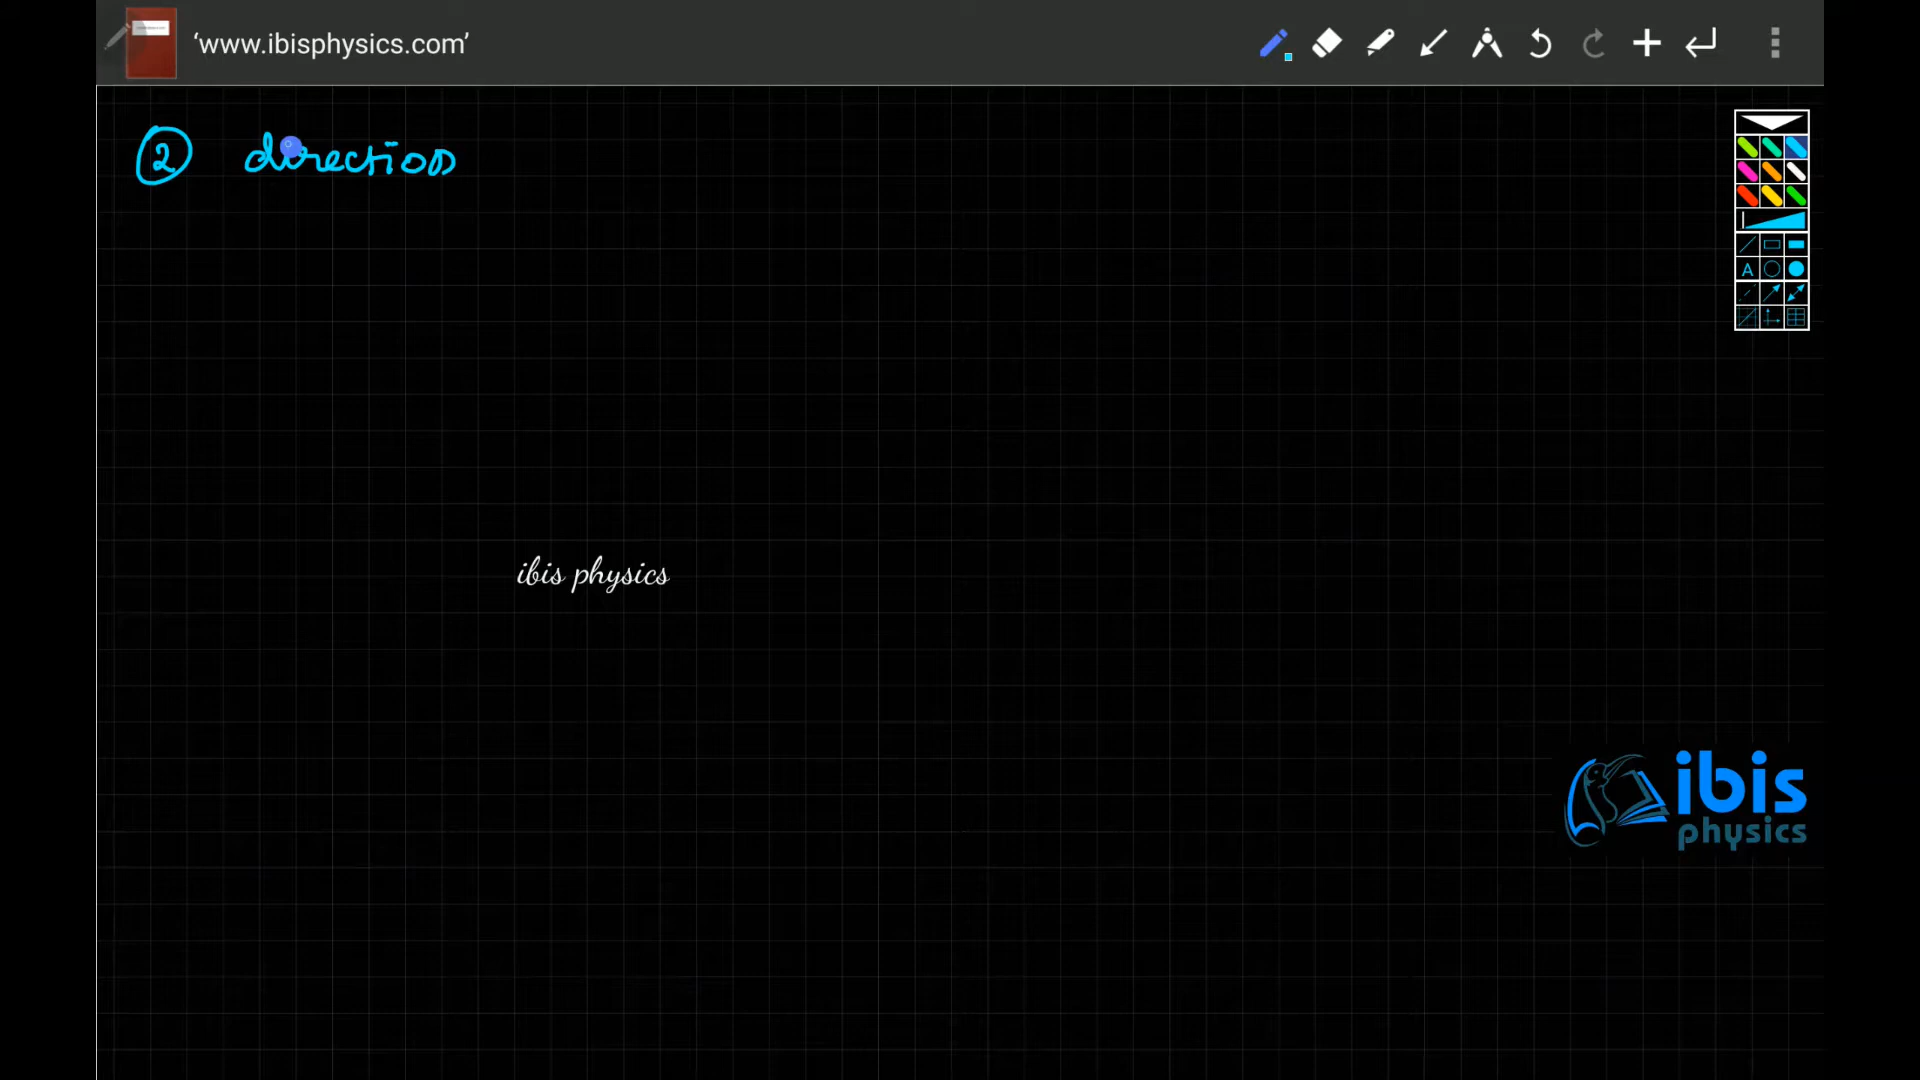 ‘www.ibisphysics.com’
② direction
A
ibis physics
ibis
physics